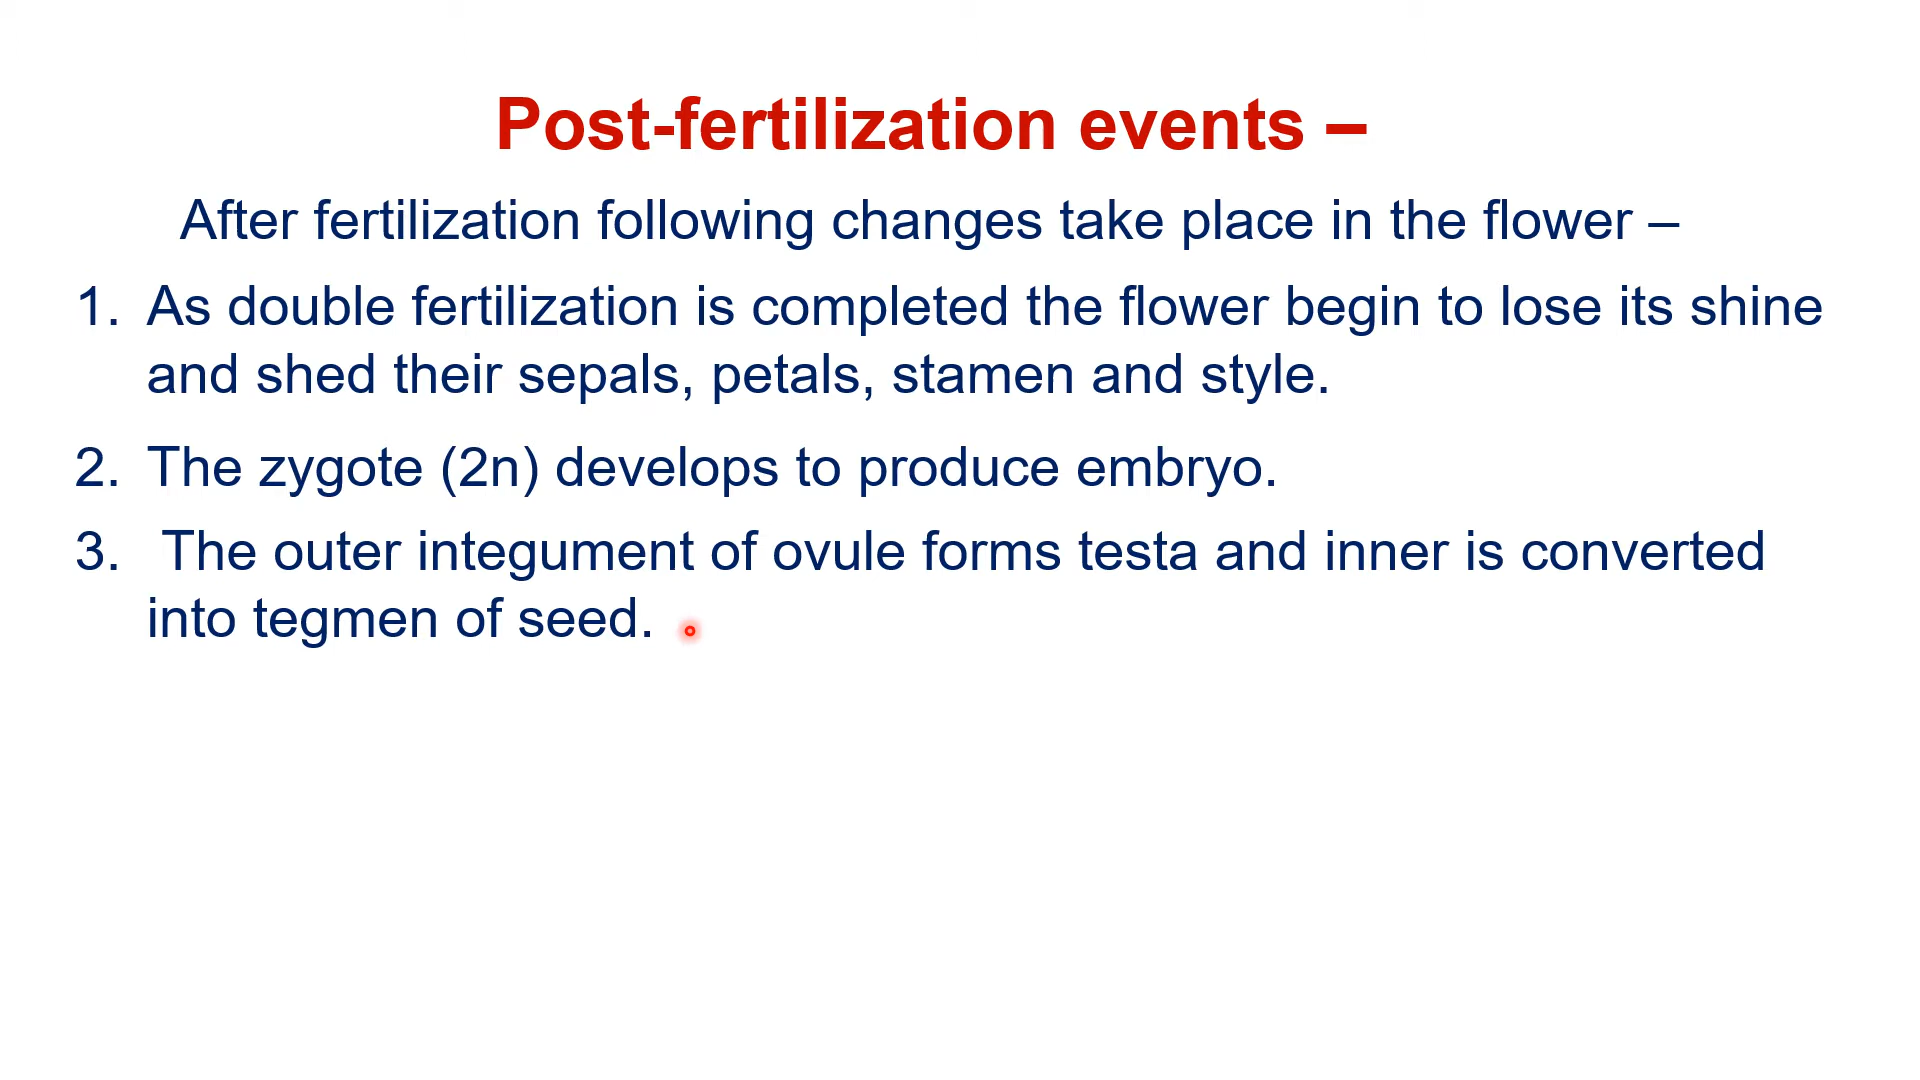 Post-fertilization events –
After fertilization following changes take place in the flower –
1. As double fertilization is completed the flower begin to lose its shine
and shed their sepals, petals, stamen and style.
2. The zygote (2n) develops to produce embryo.
3. The outer integument of ovule forms testa and inner is converted
into tegmen of seed.